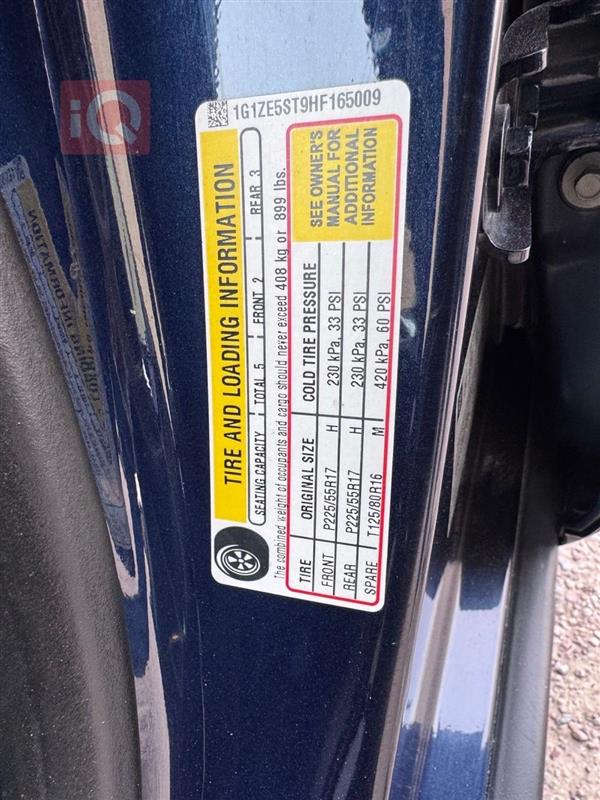 iQ
1G1ZE5ST9HF165009
TIRE AND LOADING INFORMATION
SEATING CAPACITY TOTAL 5 FRONT 2 REAR 3
The combined weight of occupants and cargo should never exceed 408 kg or 899 lbs.
TIRE ORIGINAL SIZE COLD TIRE PRESSURE
FRONT P225/55R17 H 230 kPa, 33 PSI
REAR P225/55R17 H 230 kPa, 33 PSI
SPARE T125/80R16 M 420 kPa, 60 PSI
SEE OWNER'S
MANUAL FOR
ADDITIONAL
INFORMATION